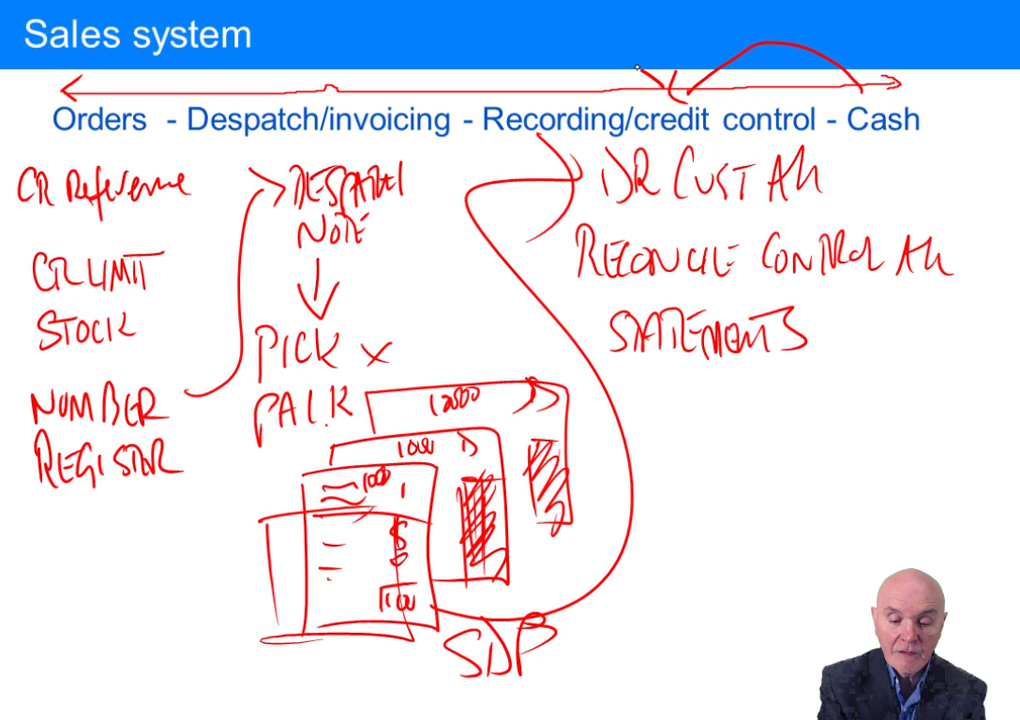 Sales system
Orders - Despatch/invoicing - Recording/credit control - Cash
CR Reference
CR LIMIT
STOCK
NUMBER
REGISTER
NOTE
PICK X
PACK
1000
1000
SDB
DR CUST A/c
RECONCILE CONTROL A/c
STATEMENTS